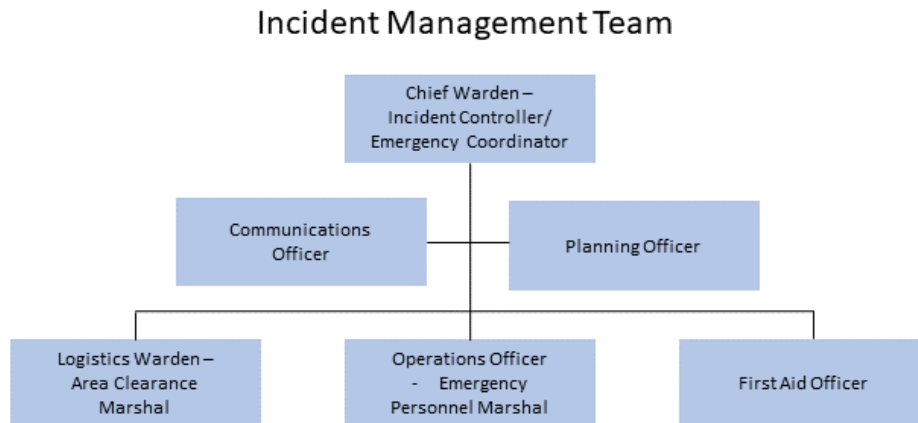 Incident Management Team
Chief Warden –
Incident Controller/
Emergency Coordinator
Communications
Officer
Planning Officer
Logistics Warden –
Area Clearance
Marshal
Operations Officer
- Emergency
Personnel Marshal
First Aid Officer